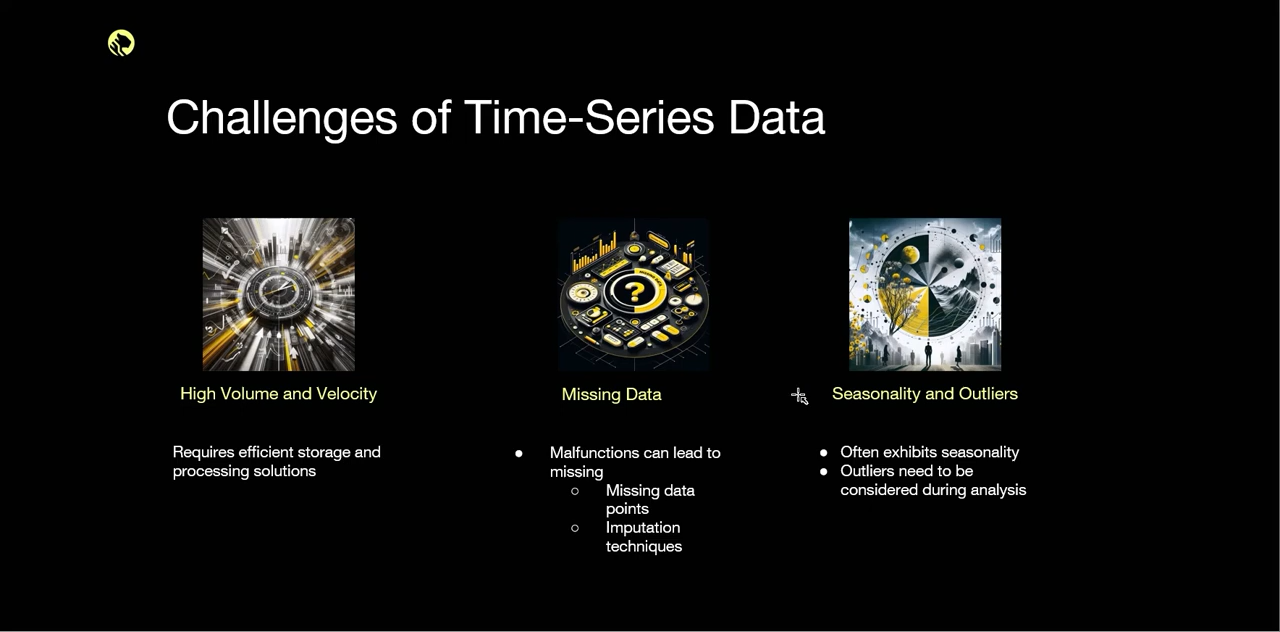 Challenges of Time-Series Data
High Volume and Velocity
Requires efficient storage and
processing solutions
Missing Data
● Malfunctions can lead to
missing
○ Missing data
points
○ Imputation
techniques
Seasonality and Outliers
● Often exhibits seasonality
● Outliers need to be
considered during analysis